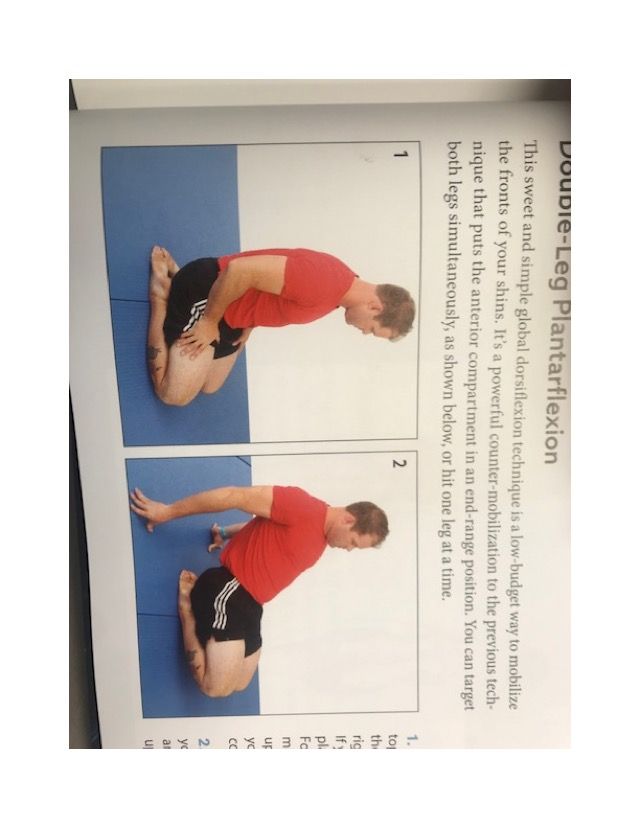 Double-Leg Plantarflexion
This sweet and simple global dorsiflexion technique is a low-budget way to mobilize
the fronts of your shins. It's a powerful counter-mobilization to the previous tech-
nique that puts the anterior compartment in an end-range position. You can target
both legs simultaneously, as shown below, or hit one leg at a time.
1
2
1.
2.